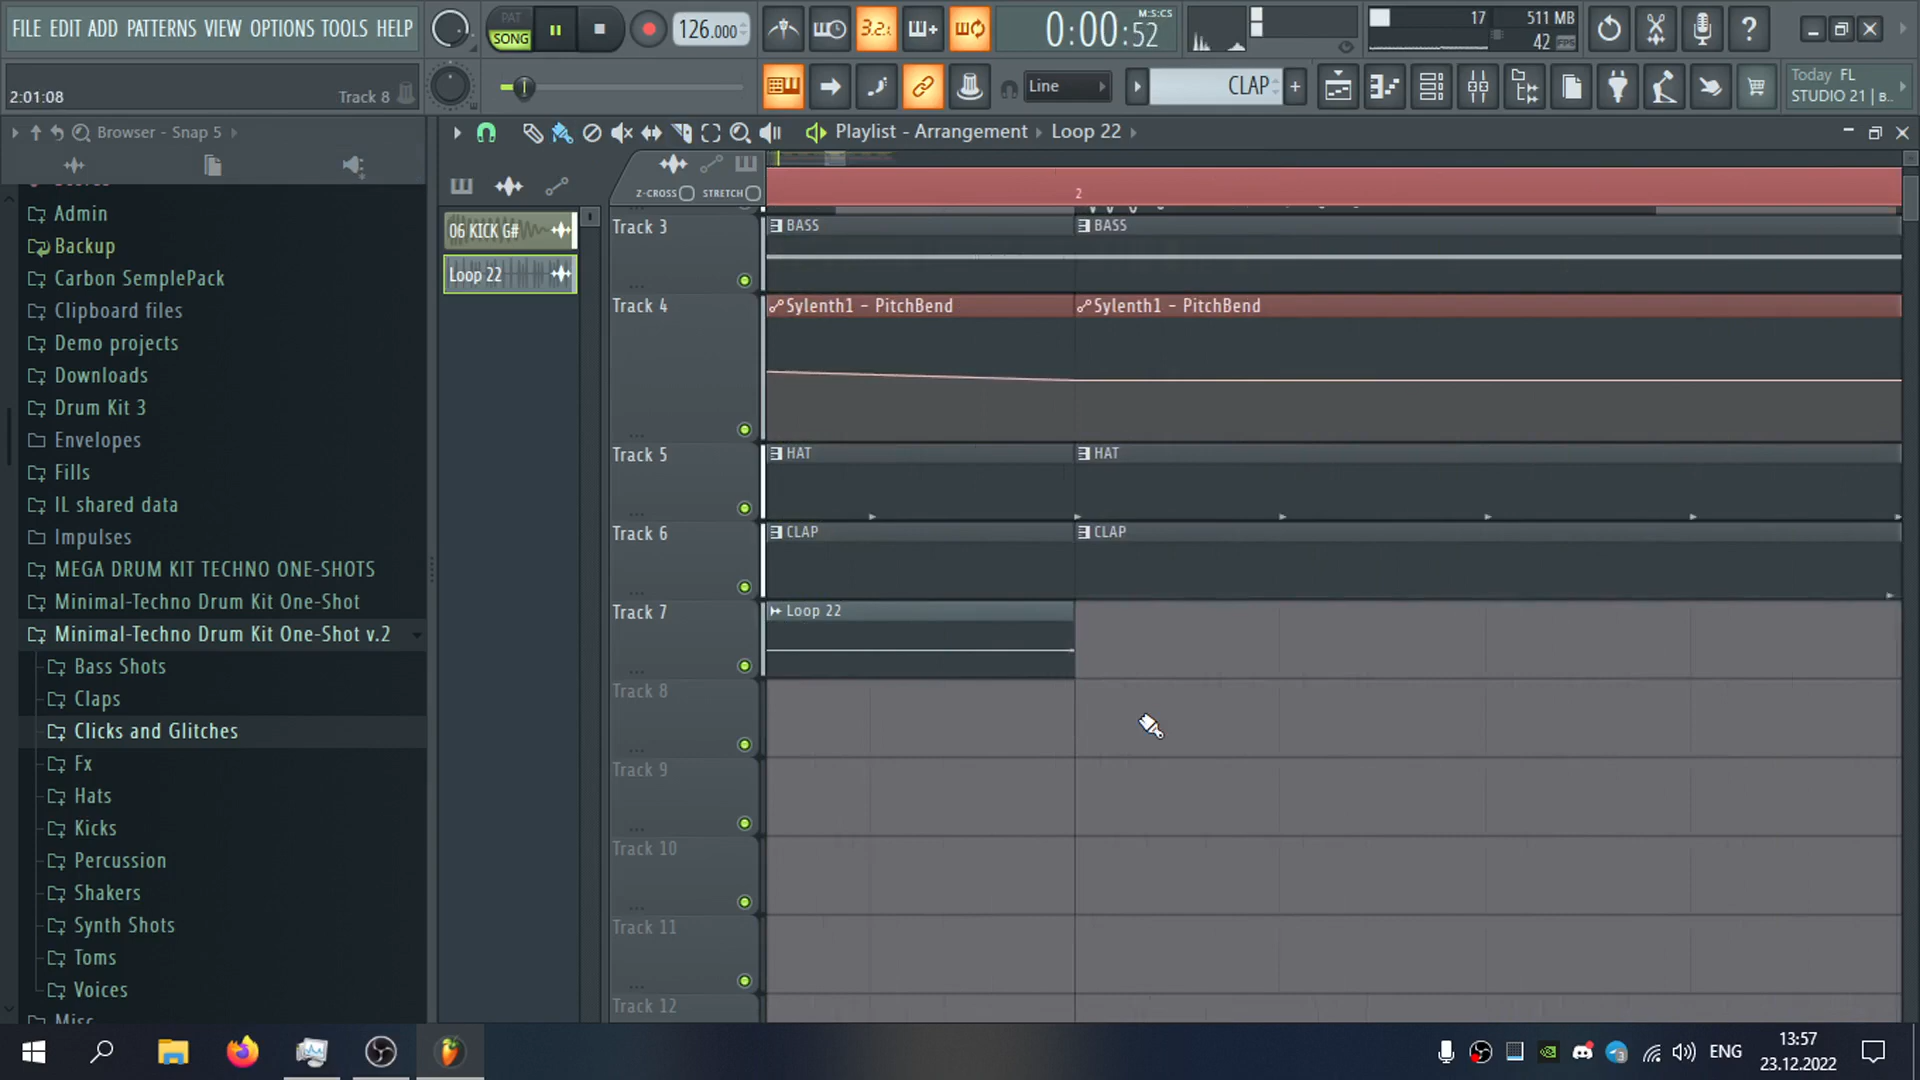 FILE EDIT ADD PATTERNS VIEW OPTIONS TOOLS HELP
PAT
SONG
126.000
3.2.
0:00:52
M:S:CS
17
511 MB
42
2:01:08
Track 8
Line
CLAP
Today FL
STUDIO 21 | B..
Browser - Snap 5
Playlist - Arrangement › Loop 22 ›
Z-CROSS
STRETCH
2
Admin
Backup
Carbon SemplePack
Clipboard files
Demo projects
Downloads
Drum Kit 3
Envelopes
Fills
IL shared data
Impulses
MEGA DRUM KIT TECHNO ONE-SHOTS
Minimal-Techno Drum Kit One-Shot
Minimal-Techno Drum Kit One-Shot v.2
Bass Shots
Claps
Clicks and Glitches
Fx
Hats
Kicks
Percussion
Shakers
Synth Shots
Toms
Voices
Misc
06 KICK G#
Loop 22
Track 3
BASS
BASS
Track 4
Sylenth1 - PitchBend
Sylenth1 - PitchBend
Track 5
HAT
HAT
Track 6
CLAP
CLAP
Track 7
Loop 22
Track 8
Track 9
Track 10
Track 11
Track 12
ENG
13:57
23.12.2022